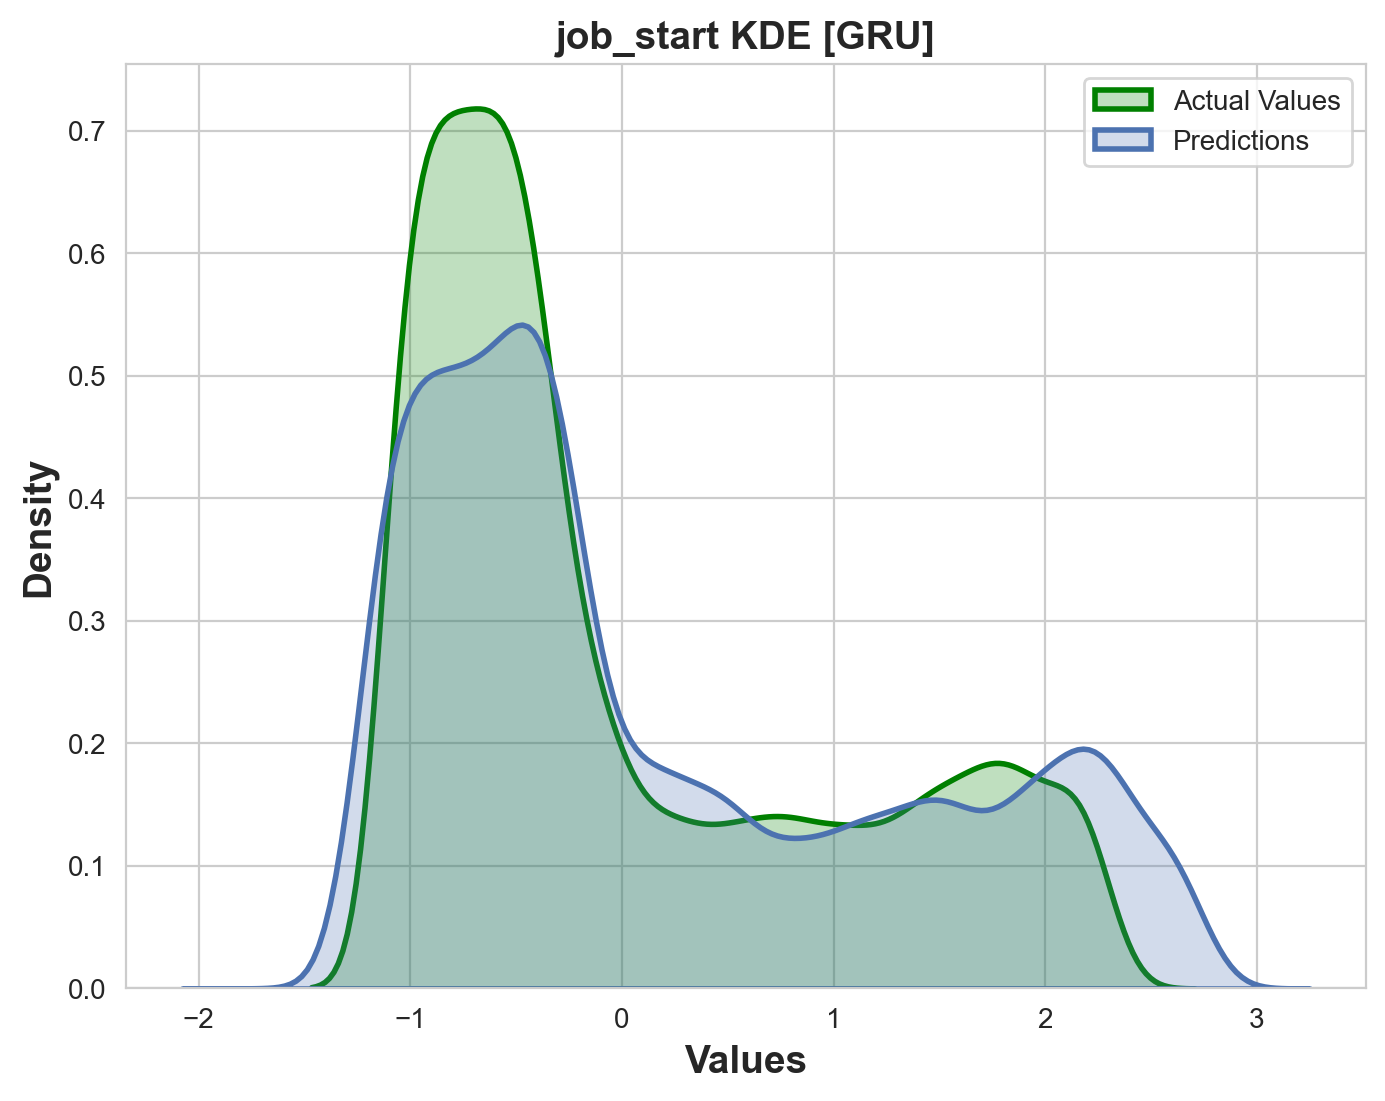 job_start KDE [GRU]
Actual Values
Predictions
Density
0.7
0.6
0.5
0.4
0.3
0.2
0.1
0.0
−2 −1 0 1 2 3
Values